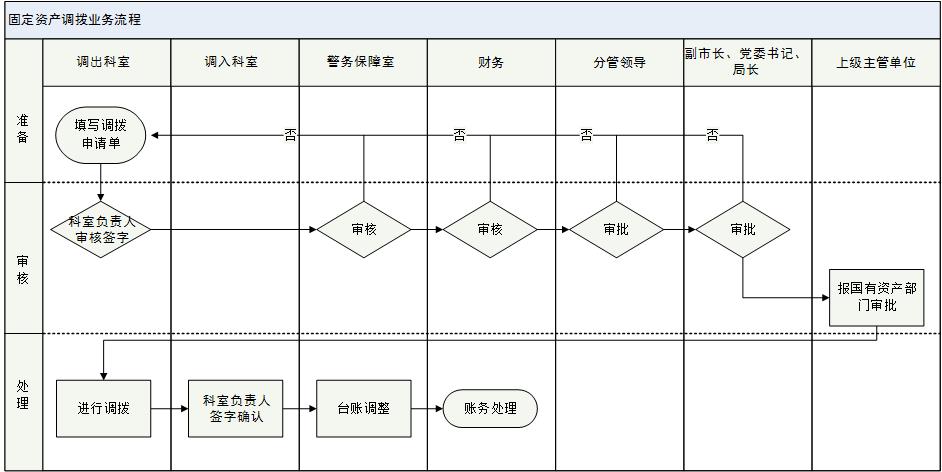 固定资产调拨业务流程
调出科室
调入科室
警务保障室
财务
分管领导
副市长、党委书记、
局长
上级主管单位
准
备
填写调拨
申请单
否
否
否
否
审
核
科室负责人
审核签字
审核
审核
审批
审批
报国有资产部
门审批
处
理
进行调拨
科室负责人
签字确认
台账调整
账务处理